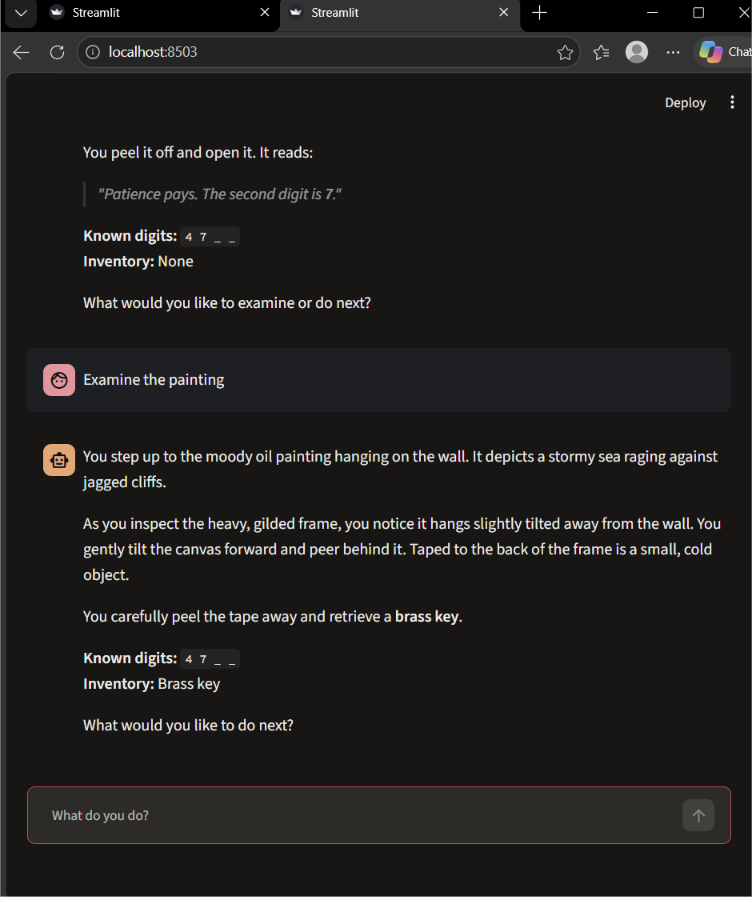 Streamlit
Streamlit
localhost:8503
Chat
Deploy
You peel it off and open it. It reads:
"Patience pays. The second digit is 7."
Known digits: 4 7 _ _
Inventory: None
What would you like to examine or do next?
Examine the painting
You step up to the moody oil painting hanging on the wall. It depicts a stormy sea raging against
jagged cliffs.
As you inspect the heavy, gilded frame, you notice it hangs slightly tilted away from the wall. You
gently tilt the canvas forward and peer behind it. Taped to the back of the frame is a small, cold
object.
You carefully peel the tape away and retrieve a brass key.
Known digits: 4 7 _ _
Inventory: Brass key
What would you like to do next?
What do you do?